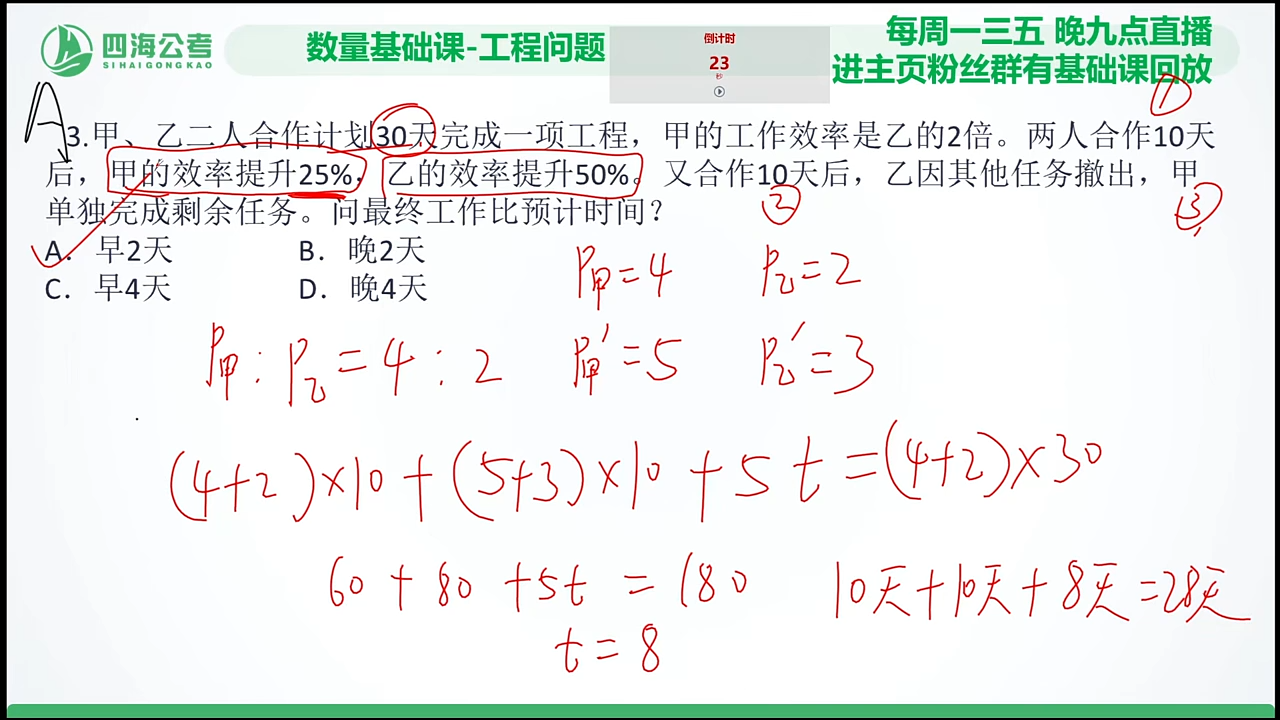 四海公考
SIHAIGONGKAO
数量基础课-工程问题
倒计时
23
秒
每周一三五 晚九点直播
进主页粉丝群有基础课回放
A
①
3.甲、乙二人合作计划30天完成一项工程，甲的工作效率是乙的2倍。两人合作10天
后，甲的效率提升25%，乙的效率提升50%。又合作10天后，乙因其他任务撤出，甲
单独完成剩余任务。问最终工作比预计时间？
② ③
A．早2天 B．晚2天
C．早4天 D．晚4天
P甲=4 P乙=2
P甲:P乙=4:2 P甲′=5 P乙′=3
(4+2)×10+(5+3)×10+5t=(4+2)×30
60+80+5t=180 10天+10天+8天=28天
t=8